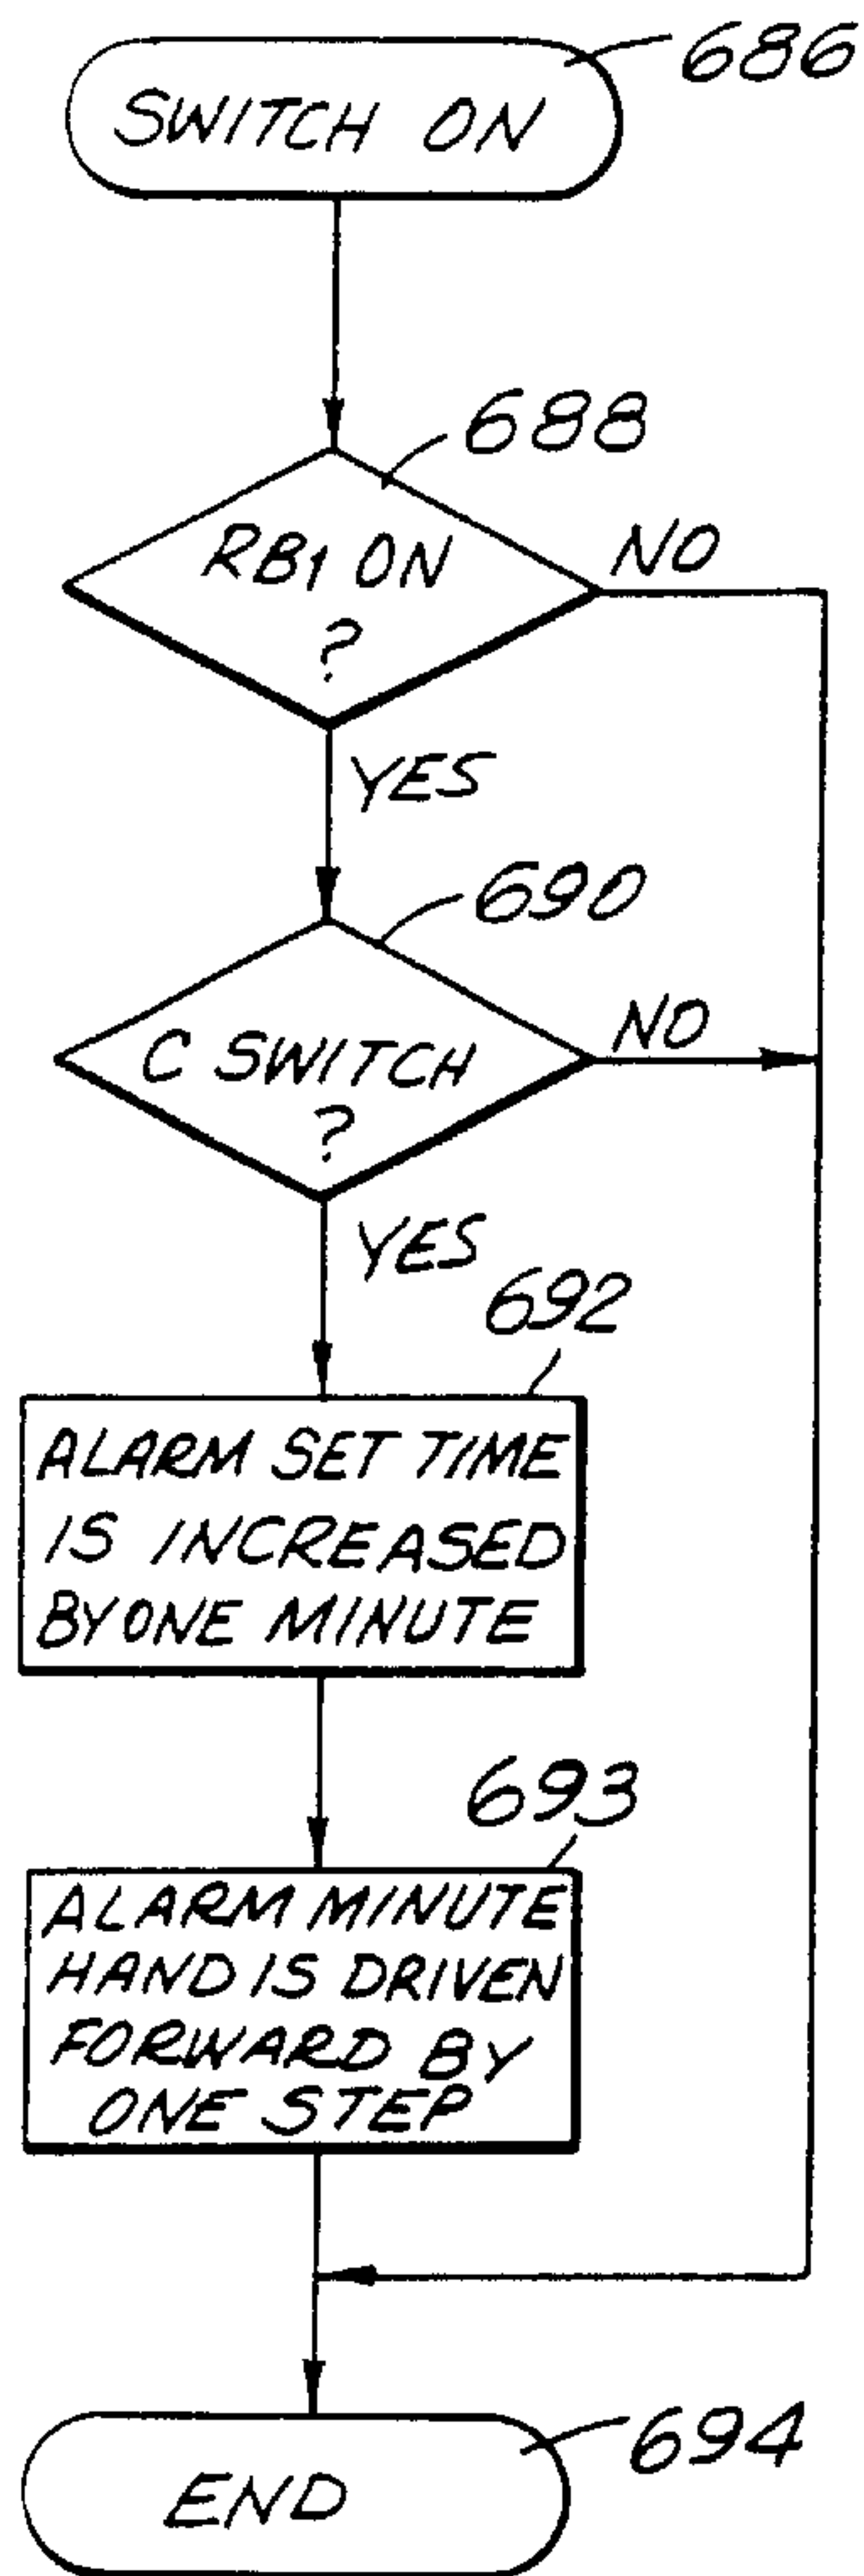 686
SWITCH ON
688
RB1 ON
?
NO
YES
690
C SWITCH
?
NO
YES
692
ALARM SET TIME
IS INCREASED
BY ONE MINUTE
693
ALARM MINUTE
HAND IS DRIVEN
FORWARD BY
ONE STEP
694
END